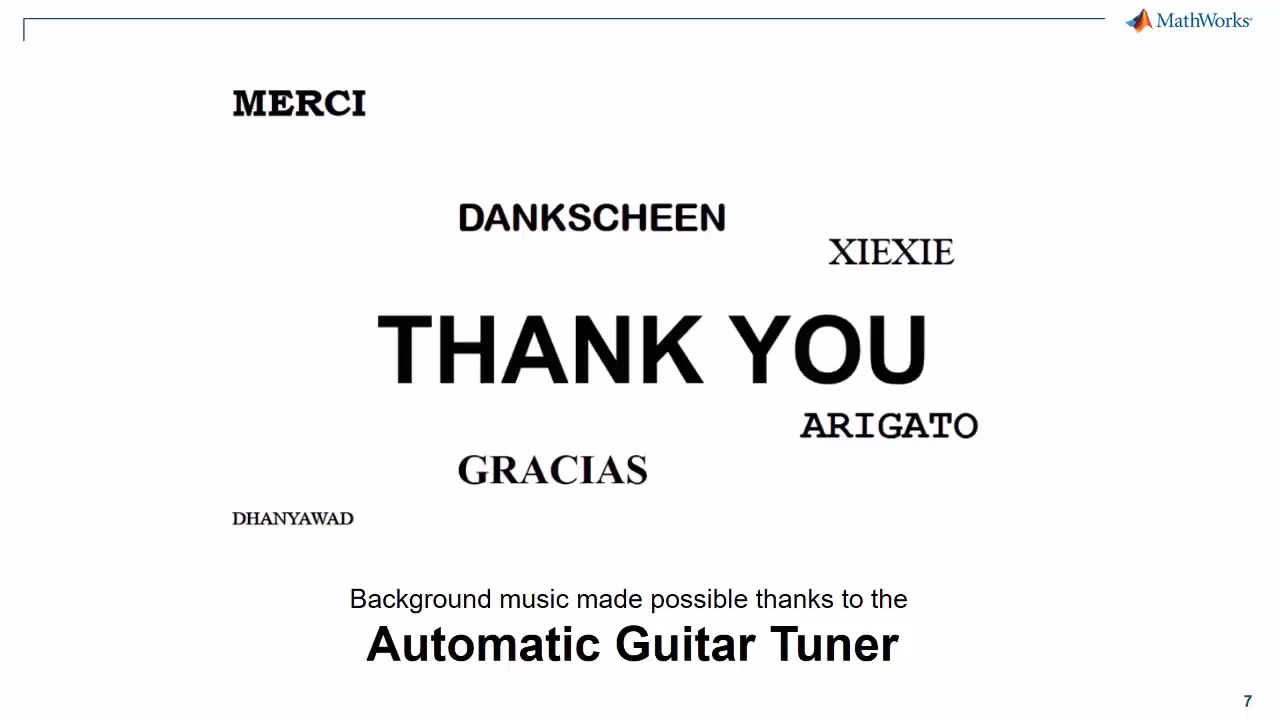 MathWorks
MERCI
DANKSCHEEN
XIEXIE
THANK YOU
ARIGATO
GRACIAS
DHANYAWAD
Background music made possible thanks to the
Automatic Guitar Tuner
7